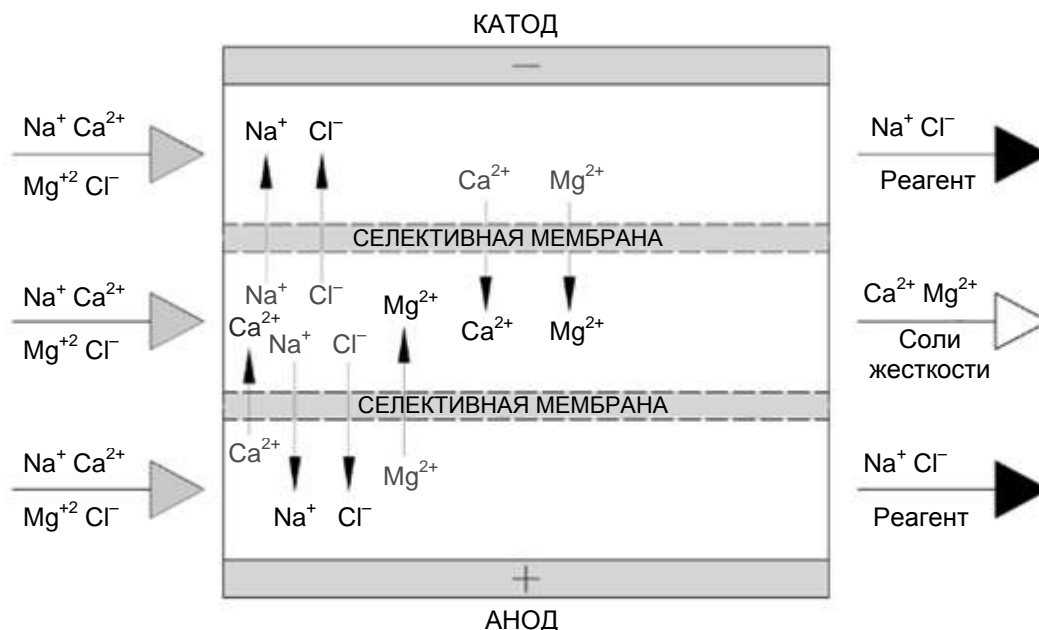 КАТОД
−
Na⁺ Ca²⁺
Mg⁺² Cl⁻
Na⁺ Cl⁻
Ca²⁺ Mg²⁺
Na⁺ Cl⁻
Реагент
СЕЛЕКТИВНАЯ МЕМБРАНА
Na⁺ Ca²⁺
Mg⁺² Cl⁻
Na⁺ Cl⁻
Ca²⁺
Na⁺ Cl⁻
Mg²⁺
Ca²⁺ Mg²⁺
Ca²⁺ Mg²⁺
Соли
жесткости
СЕЛЕКТИВНАЯ МЕМБРАНА
Na⁺ Ca²⁺
Mg⁺² Cl⁻
Ca²⁺
Mg²⁺
Na⁺ Cl⁻
Na⁺ Cl⁻
Реагент
+
АНОД